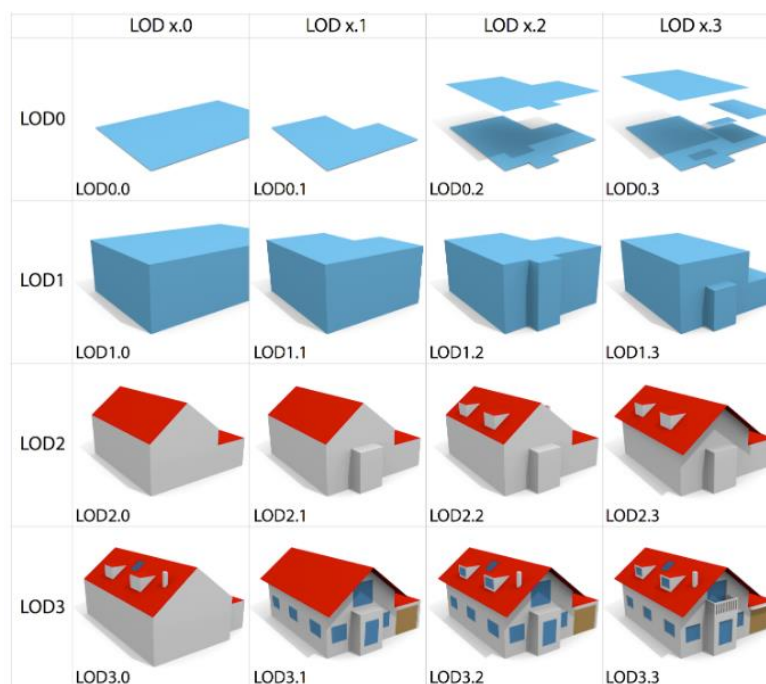 LOD x.0 LOD x.1 LOD x.2 LOD x.3
LOD0
LOD0.0 LOD0.1 LOD0.2 LOD0.3
LOD1
LOD1.0 LOD1.1 LOD1.2 LOD1.3
LOD2
LOD2.0 LOD2.1 LOD2.2 LOD2.3
LOD3
LOD3.0 LOD3.1 LOD3.2 LOD3.3